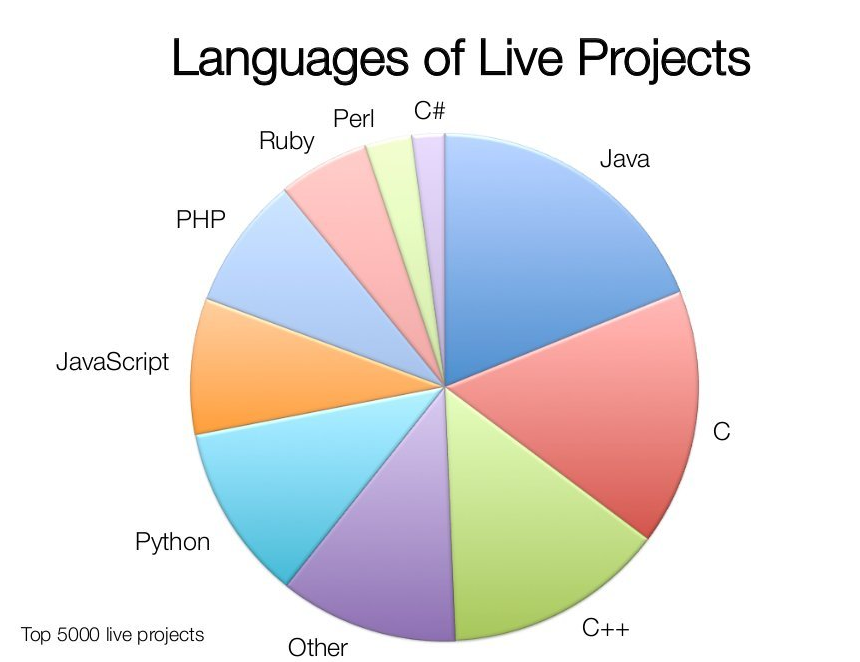 Languages of Live Projects
C#
Perl
Ruby
Java
PHP
JavaScript
C
Python
C++
Top 5000 live projects
Other